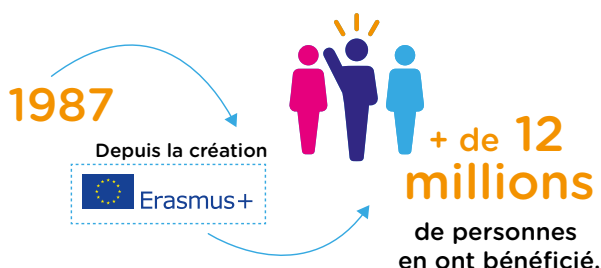 1987
Depuis la création
Erasmus+
+ de 12
millions
de personnes
en ont bénéficié.